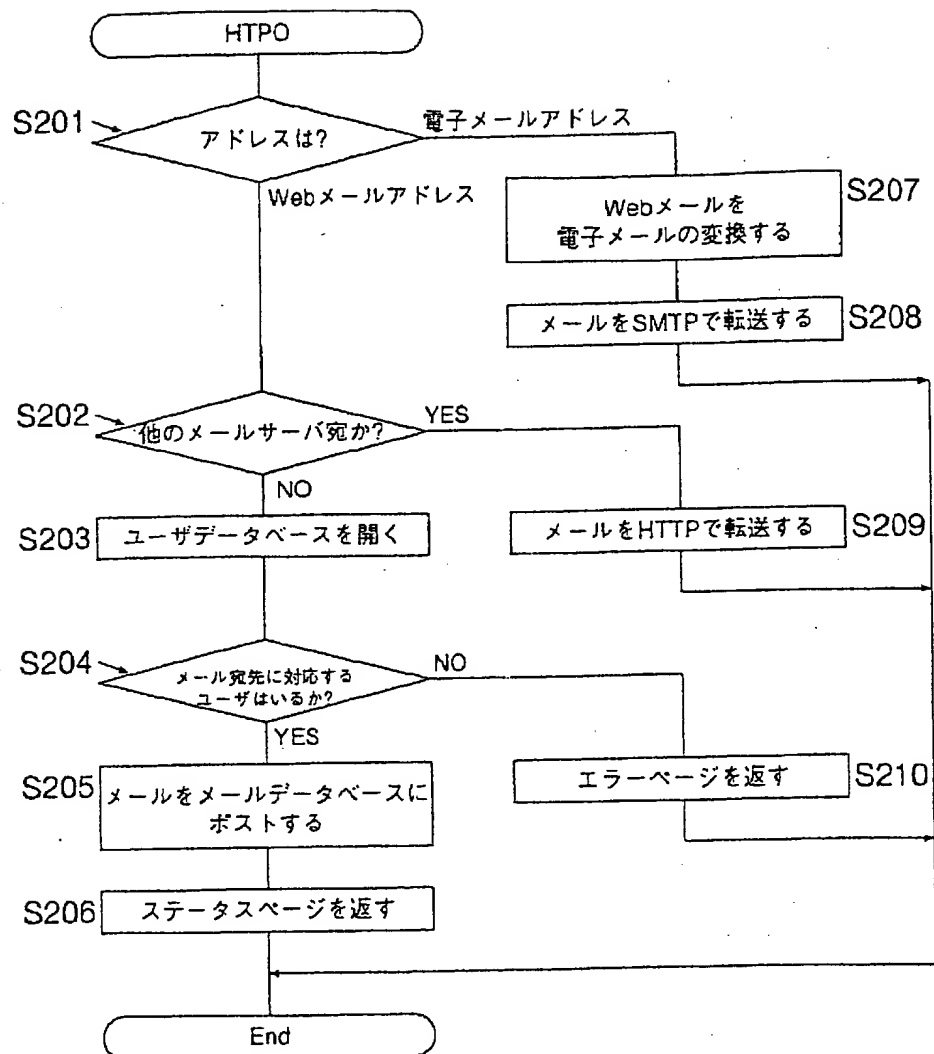 HTPO
S201
アドレスは?
電子メールアドレス
Webメールアドレス
Webメールを
電子メールの変換する
S207
メールをSMTPで転送する
S208
S202
他のメールサーバ宛か?
YES
NO
S203
ユーザデータベースを開く
メールをHTTPで転送する
S209
S204
メール宛先に対応する
ユーザはいるか?
NO
YES
S205
メールをメールデータベースに
ポストする
エラーページを返す
S210
S206
ステータスページを返す
End